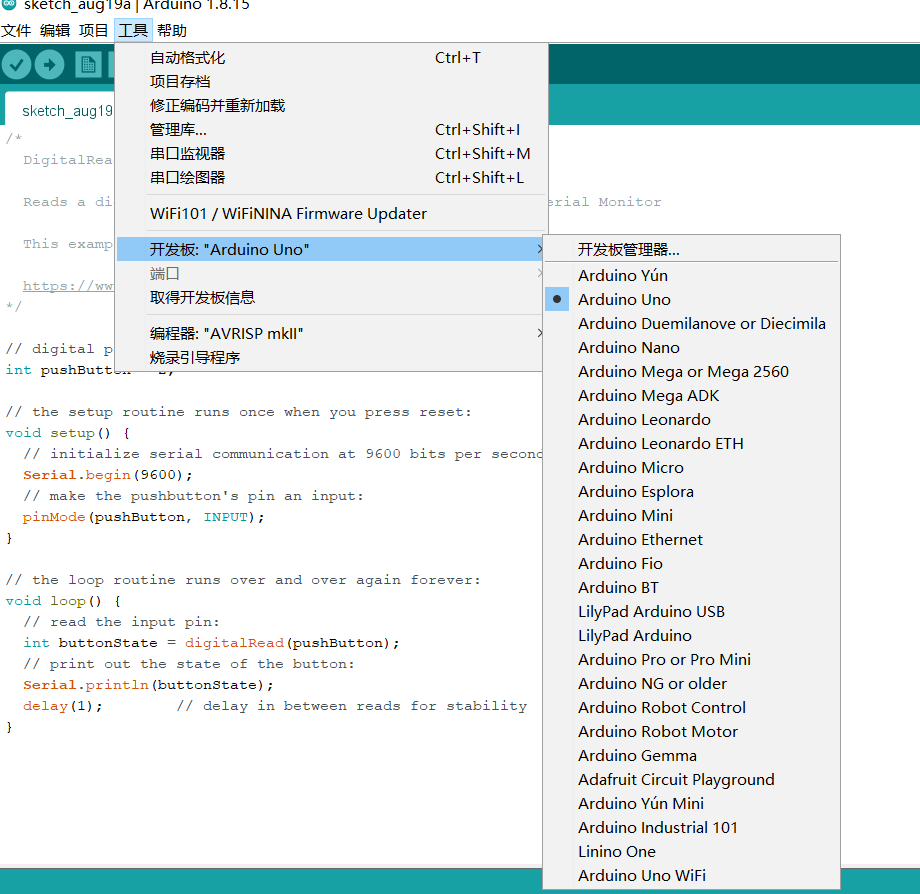 sketch_aug19a | Arduino 1.8.15
文件 编辑 项目 工具 帮助
自动格式化 Ctrl+T
项目存档
修正编码并重新加载
管理库... Ctrl+Shift+I
串口监视器 Ctrl+Shift+M
串口绘图器 Ctrl+Shift+L
WiFi101 / WiFiNINA Firmware Updater
开发板: "Arduino Uno"
端口
取得开发板信息
编程器: "AVRISP mkII"
烧录引导程序
开发板管理器...
Arduino Yún
Arduino Uno
Arduino Duemilanove or Diecimila
Arduino Nano
Arduino Mega or Mega 2560
Arduino Mega ADK
Arduino Leonardo
Arduino Leonardo ETH
Arduino Micro
Arduino Esplora
Arduino Mini
Arduino Ethernet
Arduino Fio
Arduino BT
LilyPad Arduino USB
LilyPad Arduino
Arduino Pro or Pro Mini
Arduino NG or older
Arduino Robot Control
Arduino Robot Motor
Arduino Gemma
Adafruit Circuit Playground
Arduino Yún Mini
Arduino Industrial 101
Linino One
Arduino Uno WiFi
sketch_aug19
/*
DigitalRea
Reads a di erial Monitor
This examp
https://ww
*/
// digital p
int pushButton
// the setup routine runs once when you press reset:
void setup() {
// initialize serial communication at 9600 bits per second
Serial.begin(9600);
// make the pushbutton's pin an input:
pinMode(pushButton, INPUT);
}
// the loop routine runs over and over again forever:
void loop() {
// read the input pin:
int buttonState = digitalRead(pushButton);
// print out the state of the button:
Serial.println(buttonState);
delay(1); // delay in between reads for stability
}